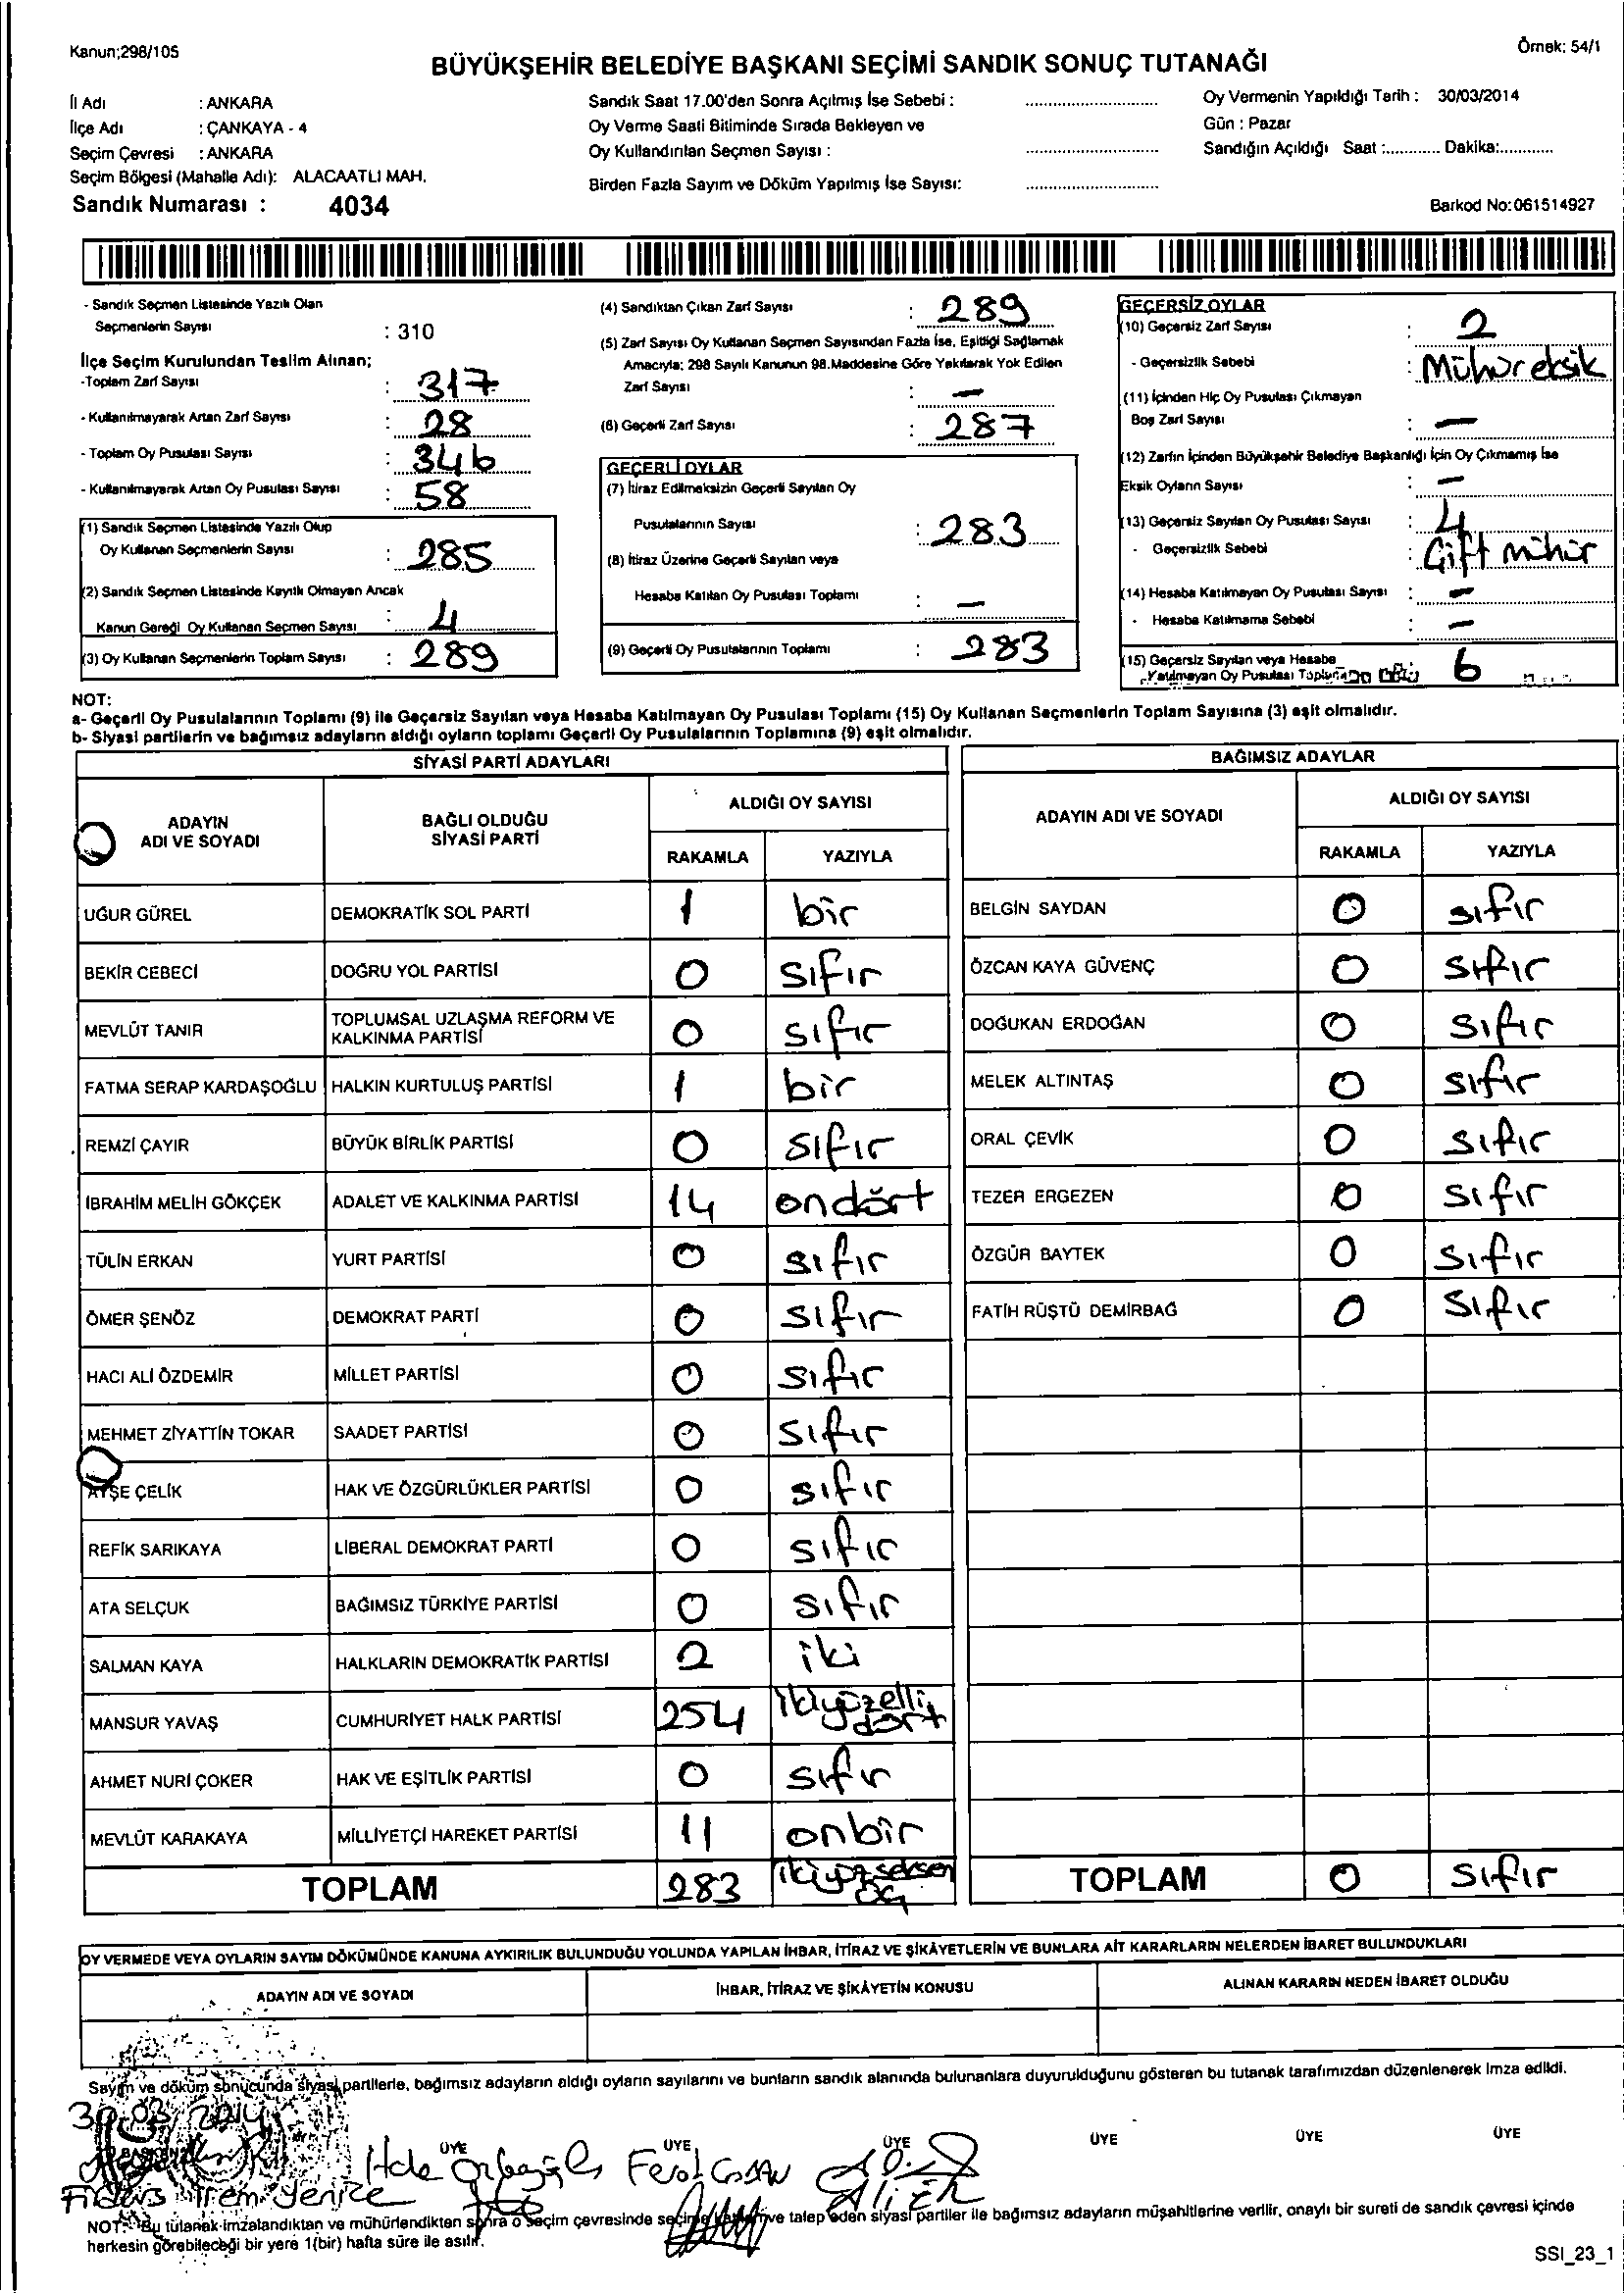 Kanun;298/105
Örnek: 54/1
BÜYÜKŞEHİR BELEDİYE BAŞKANI SEÇİMİ SANDIK SONUÇ TUTANAĞI
İl Adı : ANKARA
İlçe Adı : ÇANKAYA - 4
Seçim Çevresi : ANKARA
Seçim Bölgesi (Mahalle Adı): ALACAATLI MAH.
Sandık Numarası : 4034
Sandık Saat 17.00'den Sonra Açılmış İse Sebebi :
Oy Verme Saati Bitiminde Sırada Bekleyen ve
Oy Kullandırılan Seçmen Sayısı :
Birden Fazla Sayım ve Döküm Yapılmış İse Sayısı:
Oy Vermenin Yapıldığı Tarih : 30/03/2014
Gün : Pazar
Sandığın Açıldığı Saat :............ Dakika:............
Barkod No:061514927
- Sandık Seçmen Listesinde Yazılı Olan
Seçmenlerin Sayısı : 310
İlçe Seçim Kurulundan Teslim Alınan;
-Toplam Zarf Sayısı : 317
- Kullanılmayarak Artan Zarf Sayısı : 28
- Toplam Oy Pusulası Sayısı : 346
- Kullanılmayarak Artan Oy Pusulası Sayısı : 58
(1) Sandık Seçmen Listesinde Yazılı Olup
Oy Kullanan Seçmenlerin Sayısı : 285
(2) Sandık Seçmen Listesinde Kayıtlı Olmayan Ancak
Kanun Gereği Oy Kullanan Seçmen Sayısı : 4
(3) Oy Kullanan Seçmenlerin Toplam Sayısı : 289
(4) Sandıktan Çıkan Zarf Sayısı : 289
(5) Zarf Sayısı Oy Kullanan Seçmen Sayısından Fazla İse, Eşitliği Sağlamak
Amacıyla; 298 Sayılı Kanunun 98.Maddesine Göre Yakılarak Yok Edilen
Zarf Sayısı : —
(6) Geçerli Zarf Sayısı : 287
GEÇERLİ OYLAR
(7) İtiraz Edilmeksizin Geçerli Sayılan Oy
Pusulalarının Sayısı : 283
(8) İtiraz Üzerine Geçerli Sayılan veya
Hesaba Katılan Oy Pusulası Toplamı : —
(9) Geçerli Oy Pusulalarının Toplamı : 283
GEÇERSİZ OYLAR
(10) Geçersiz Zarf Sayısı : 2
- Geçersizlik Sebebi : Mühür eksik
(11) İçinden Hiç Oy Pusulası Çıkmayan
Boş Zarf Sayısı : —
(12) Zarfın İçinden Büyükşehir Belediye Başkanlığı İçin Oy Çıkmamış İse
Eksik Oyların Sayısı : —
(13) Geçersiz Sayılan Oy Pusulası Sayısı : 4
- Geçersizlik Sebebi : Çift mühür
(14) Hesaba Katılmayan Oy Pusulası Sayısı : —
- Hesaba Katılmama Sebebi : —
(15) Geçersiz Sayılan veya Hesaba
Katılmayan Oy Pusulası Toplamı 6
NOT:
a- Geçerli Oy Pusulalarının Toplamı (9) ile Geçersiz Sayılan veya Hesaba Katılmayan Oy Pusulası Toplamı (15) Oy Kullanan Seçmenlerin Toplam Sayısına (3) eşit olmalıdır.
b- Siyasi partilerin ve bağımsız adayların aldığı oyların toplamı Geçerli Oy Pusulalarının Toplamına (9) eşit olmalıdır.
SİYASİ PARTİ ADAYLARI
ADAYIN ADI VE SOYADI BAĞLI OLDUĞU SİYASİ PARTİ ALDIĞI OY SAYISI
RAKAMLA YAZIYLA
UĞUR GÜREL DEMOKRATİK SOL PARTİ 1 bir
BEKİR CEBECİ DOĞRU YOL PARTİSİ 0 sıfır
MEVLÜT TANIR TOPLUMSAL UZLAŞMA REFORM VE KALKINMA PARTİSİ 0 sıfır
FATMA SERAP KARDAŞOĞLU HALKIN KURTULUŞ PARTİSİ 1 bir
REMZİ ÇAYIR BÜYÜK BİRLİK PARTİSİ 0 sıfır
İBRAHİM MELİH GÖKÇEK ADALET VE KALKINMA PARTİSİ 14 ondört
TÜLİN ERKAN YURT PARTİSİ 0 sıfır
ÖMER ŞENÖZ DEMOKRAT PARTİ 0 sıfır
HACI ALİ ÖZDEMİR MİLLET PARTİSİ 0 sıfır
MEHMET ZİYATTİN TOKAR SAADET PARTİSİ 0 sıfır
AYŞE ÇELİK HAK VE ÖZGÜRLÜKLER PARTİSİ 0 sıfır
REFİK SARIKAYA LİBERAL DEMOKRAT PARTİ 0 sıfır
ATA SELÇUK BAĞIMSIZ TÜRKİYE PARTİSİ 0 sıfır
SALMAN KAYA HALKLARIN DEMOKRATİK PARTİSİ 2 iki
MANSUR YAVAŞ CUMHURİYET HALK PARTİSİ 254 ikiyüzelli dört
AHMET NURİ ÇOKER HAK VE EŞİTLİK PARTİSİ 0 sıfır
MEVLÜT KARAKAYA MİLLİYETÇİ HAREKET PARTİSİ 11 onbir
TOPLAM 283 ikiyüzseksen üç
BAĞIMSIZ ADAYLAR
ADAYIN ADI VE SOYADI ALDIĞI OY SAYISI
RAKAMLA YAZIYLA
BELGİN SAYDAN 0 sıfır
ÖZCAN KAYA GÜVENÇ 0 sıfır
DOĞUKAN ERDOĞAN 0 sıfır
MELEK ALTINTAŞ 0 sıfır
ORAL ÇEVİK 0 sıfır
TEZER ERGEZEN 0 sıfır
ÖZGÜR BAYTEK 0 sıfır
FATİH RÜŞTÜ DEMİRBAĞ 0 sıfır
TOPLAM 0 sıfır
OY VERMEDE VEYA OYLARIN SAYIM DÖKÜMÜNDE KANUNA AYKIRILIK BULUNDUĞU YOLUNDA YAPILAN İHBAR, İTİRAZ VE ŞİKÂYETLERİN VE BUNLARA AİT KARARLARIN NELERDEN İBARET BULUNDUKLARI
ADAYIN ADI VE SOYADI İHBAR, İTİRAZ VE ŞİKÂYETİN KONUSU ALINAN KARARIN NEDEN İBARET OLDUĞU
Sayım ve döküm sonucunda siyasi partilerle, bağımsız adayların aldığı oyların sayılarını ve bunların sandık alanında bulunanlara duyurulduğunu gösteren bu tutanak tarafımızdan düzenlenerek imza edildi.
30.03.2014
BAŞKAN ÜYE ÜYE ÜYE ÜYE ÜYE ÜYE
İrem Yenice
NOT: Bu tutanak imzalandıktan ve mühürlendikten sonra o seçim çevresinde seçime katılan ve talep eden siyasi partiler ile bağımsız adayların müşahitlerine verilir, onaylı bir sureti de sandık çevresi içinde
herkesin görebileceği bir yere 1(bir) hafta süre ile asılır.
SSI_23_1